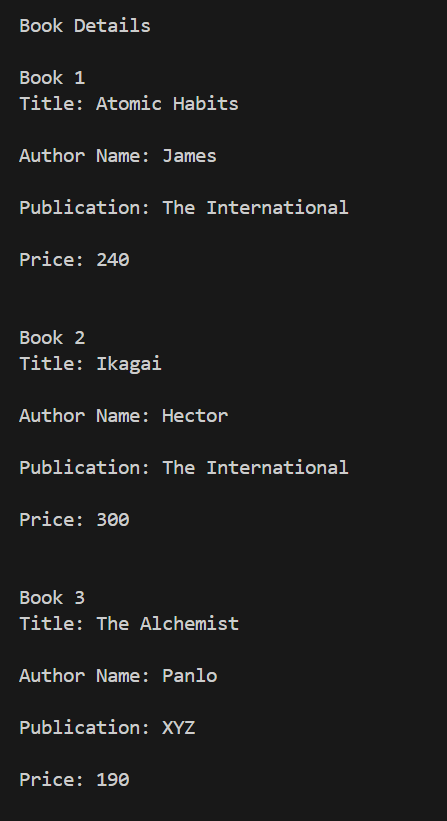 Book Details
Book 1
Title: Atomic Habits
Author Name: James
Publication: The International
Price: 240
Book 2
Title: Ikagai
Author Name: Hector
Publication: The International
Price: 300
Book 3
Title: The Alchemist
Author Name: Panlo
Publication: XYZ
Price: 190